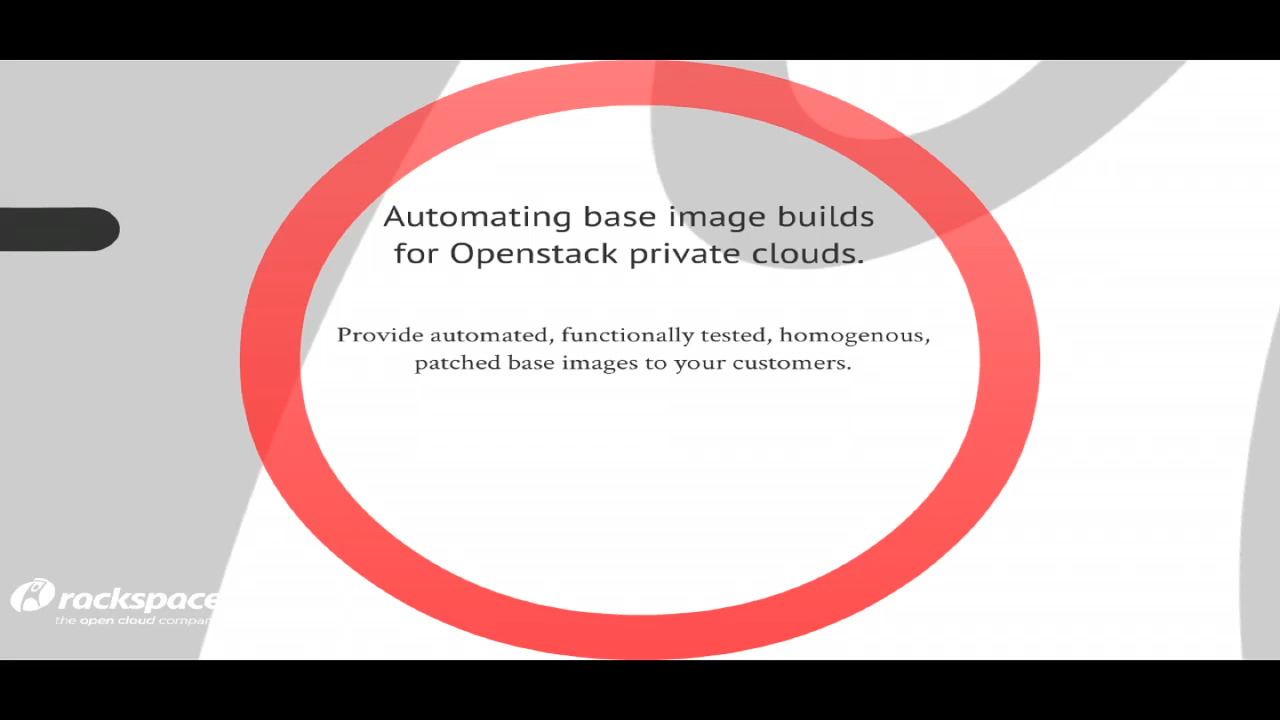 Automating base image builds
for Openstack private clouds.
Provide automated, functionally tested, homogenous,
patched base images to your customers.
rackspace
the open cloud compan